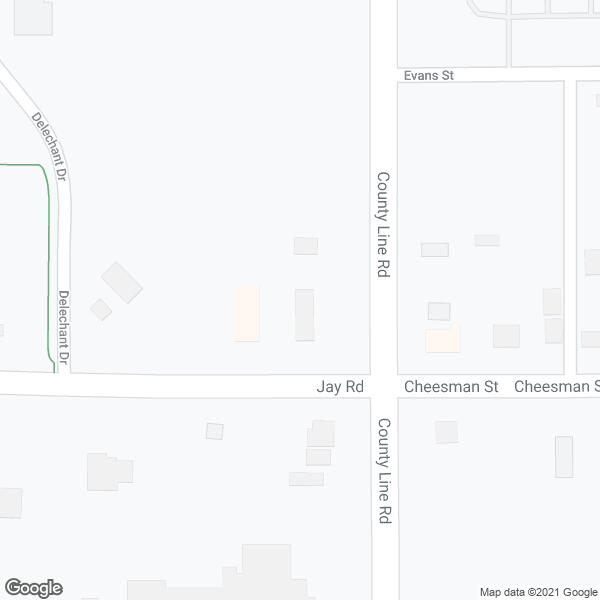 Evans St
Delechant Dr
County Line Rd
Delechant Dr
Jay Rd
Cheesman St
Cheesman S
County Line Rd
Google
Map data ©2021 Google